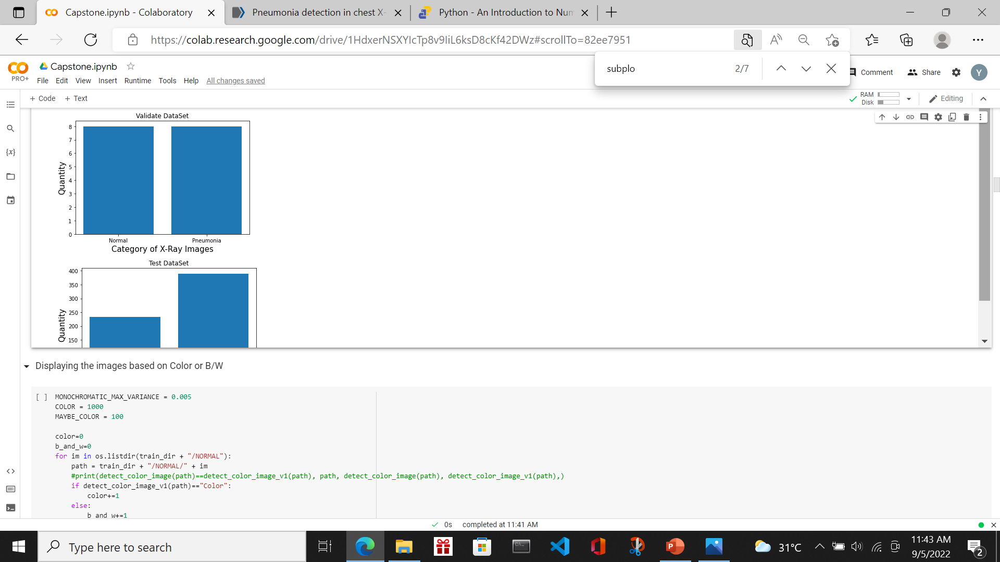 Capstone.ipynb - Colaboratory
Pneumonia detection in chest X-
Python - An Introduction to Num
https://colab.research.google.com/drive/1HdxerNSXYIcTp8v9IiL6ksD8cKf42DWz#scrollTo=82ee7951
subplo 2/7
PRO+
Capstone.ipynb
File Edit View Insert Runtime Tools Help All changes saved
Comment Share Y
+ Code + Text
RAM
Disk
Editing
Validate DataSet
8
7
6
5
4
3
2
1
0
Quantity
Normal Pneumonia
Category of X-Ray Images
Test DataSet
400
350
300
250
200
150
Quantity
{x}
Displaying the images based on Color or B/W
[ ] MONOCHROMATIC_MAX_VARIANCE = 0.005
COLOR = 1000
MAYBE_COLOR = 100
color=0
b_and_w=0
for im in os.listdir(train_dir + "/NORMAL"):
path = train_dir + "/NORMAL/" + im
#print(detect_color_image(path)==detect_color_image_v1(path), path, detect_color_image(path), detect_color_image_v1(path),)
if detect_color_image_v1(path)=="Color":
color+=1
else:
b_and_w+=1
0s completed at 11:41 AM
Type here to search
31°C
11:43 AM
9/5/2022
2